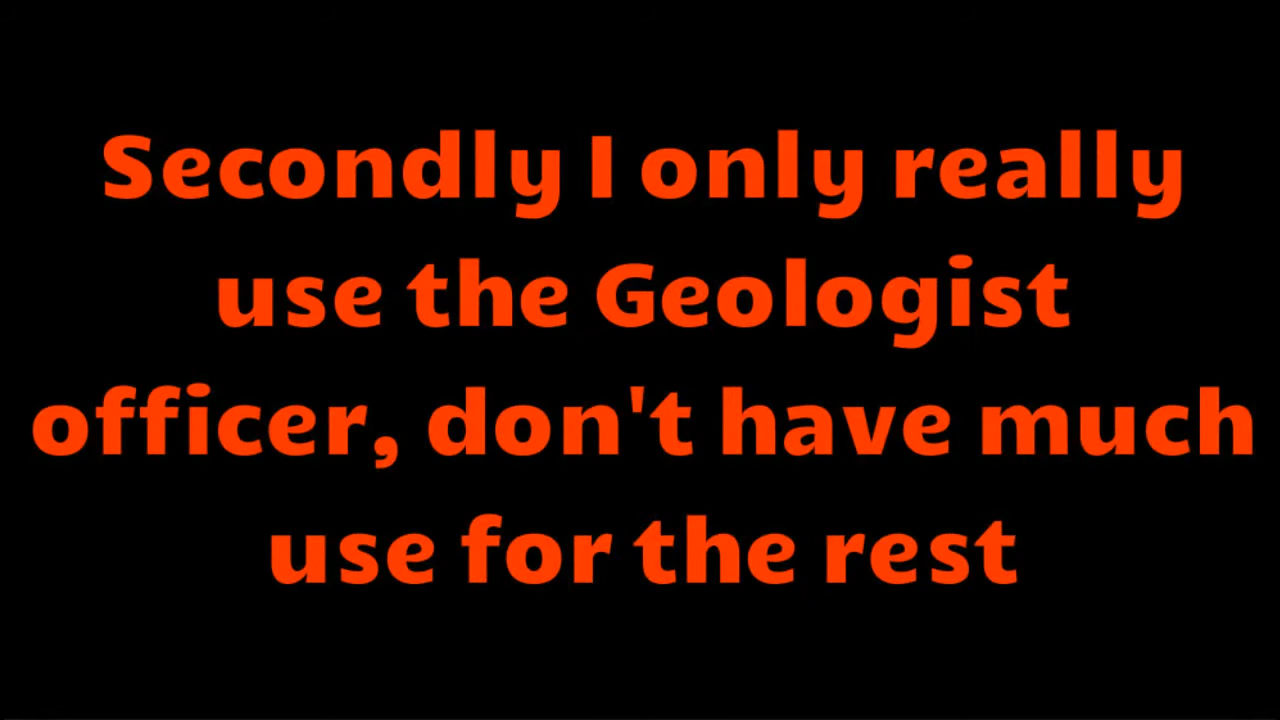 Secondly I only really
use the Geologist
officer, don't have much
use for the rest